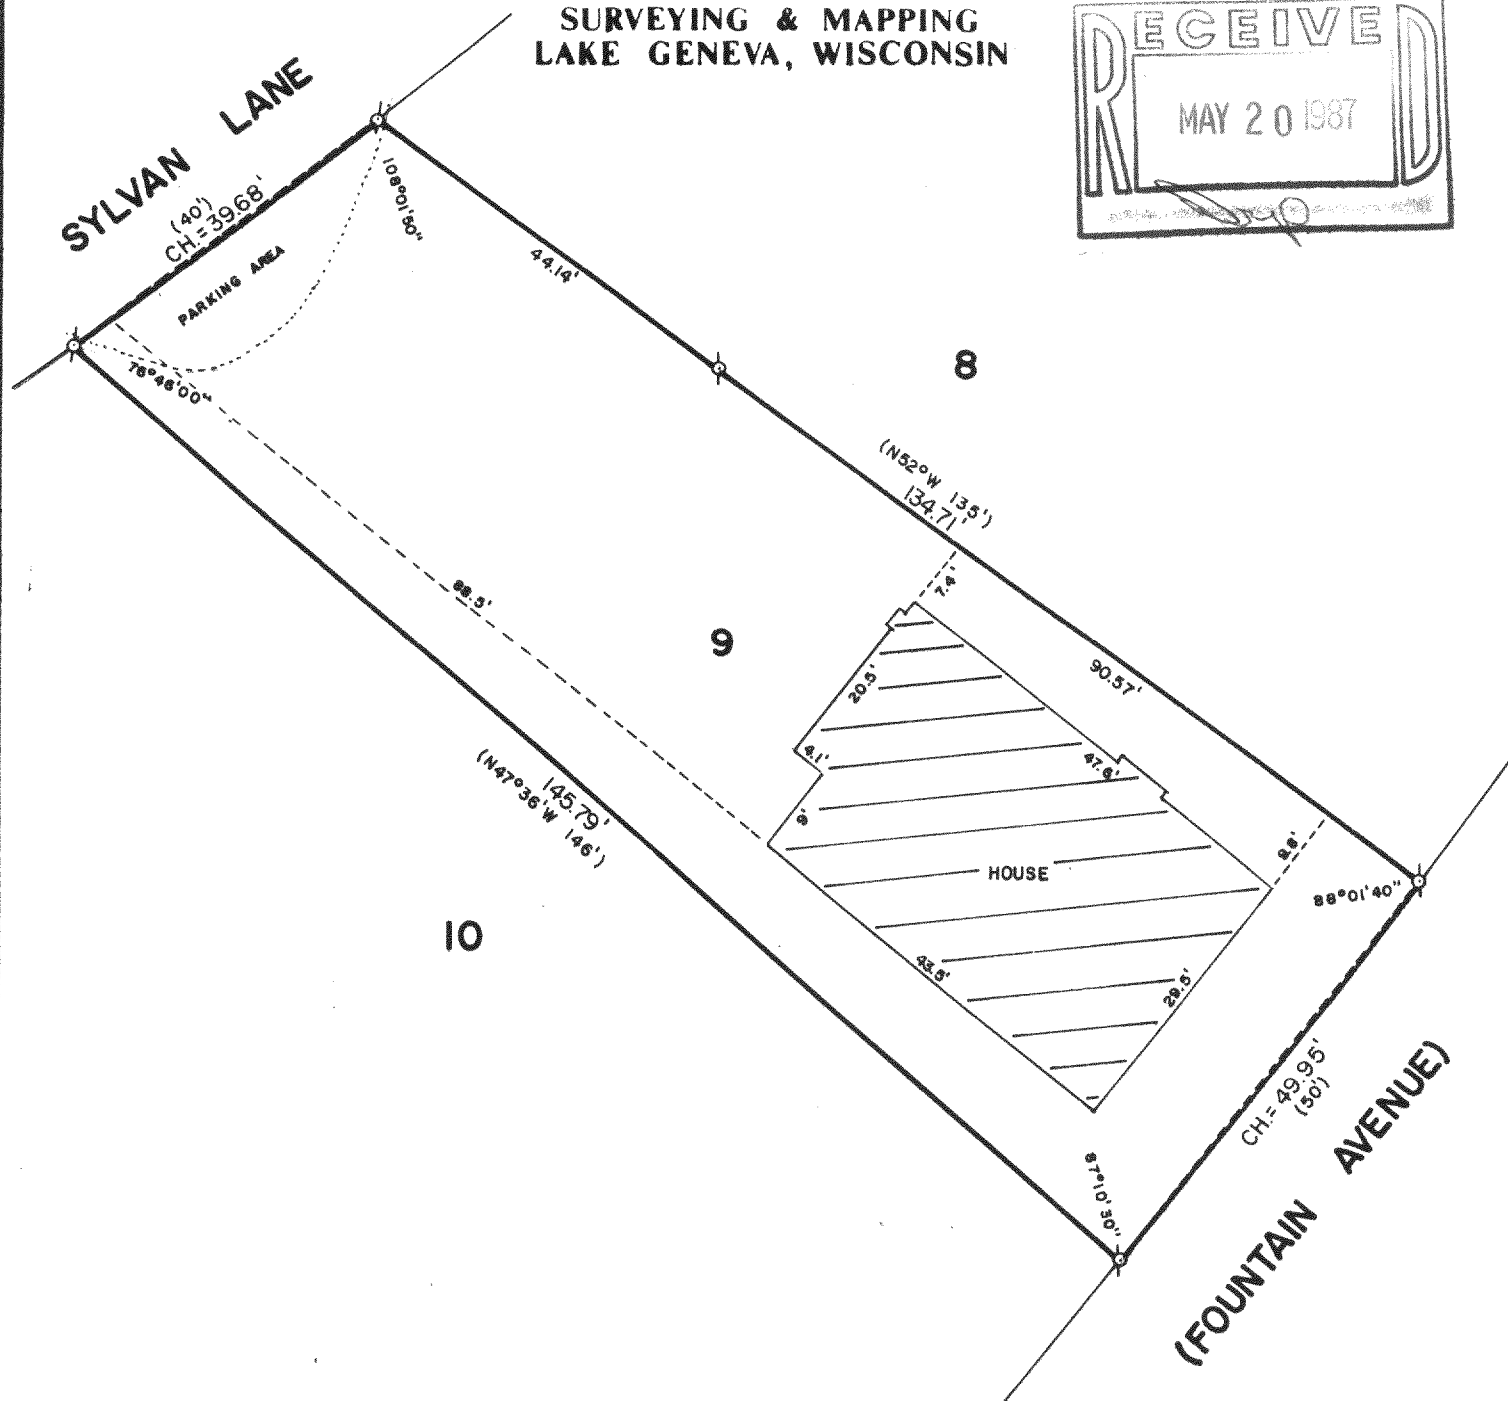 SURVEYING & MAPPING
LAKE GENEVA, WISCONSIN
RECEIVED
MAY 20 1987
SYLVAN LANE
(40')
CH.= 39.68'
PARKING AREA
108°01'50"
76°46'00"
44.14'
8
(N52°W 135')
134.71'
88.5'
9
7.4'
20.5'
4.1'
9'
47.6'
90.57'
HOUSE
43.5'
29.5'
88°01'40"
145.79'
(N47°36'W 146')
10
87°10'30"
CH.= 49.95'
(50')
(FOUNTAIN AVENUE)